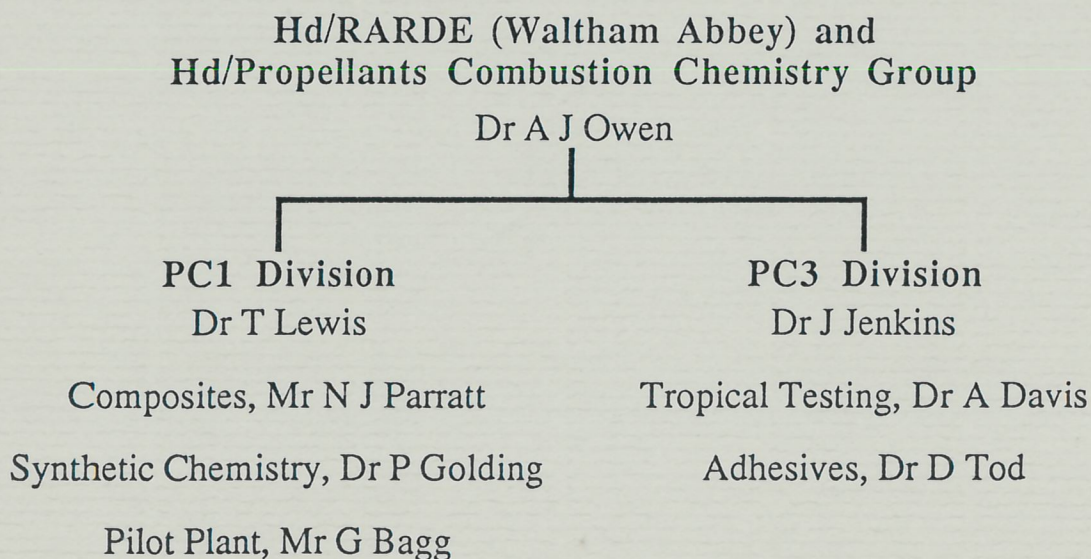 Hd/RARDE (Waltham Abbey) and
Hd/Propellants Combustion Chemistry Group
Dr A J Owen
PC1 Division
Dr T Lewis
Composites, Mr N J Parratt
Synthetic Chemistry, Dr P Golding
Pilot Plant, Mr G Bagg
PC3 Division
Dr J Jenkins
Tropical Testing, Dr A Davis
Adhesives, Dr D Tod